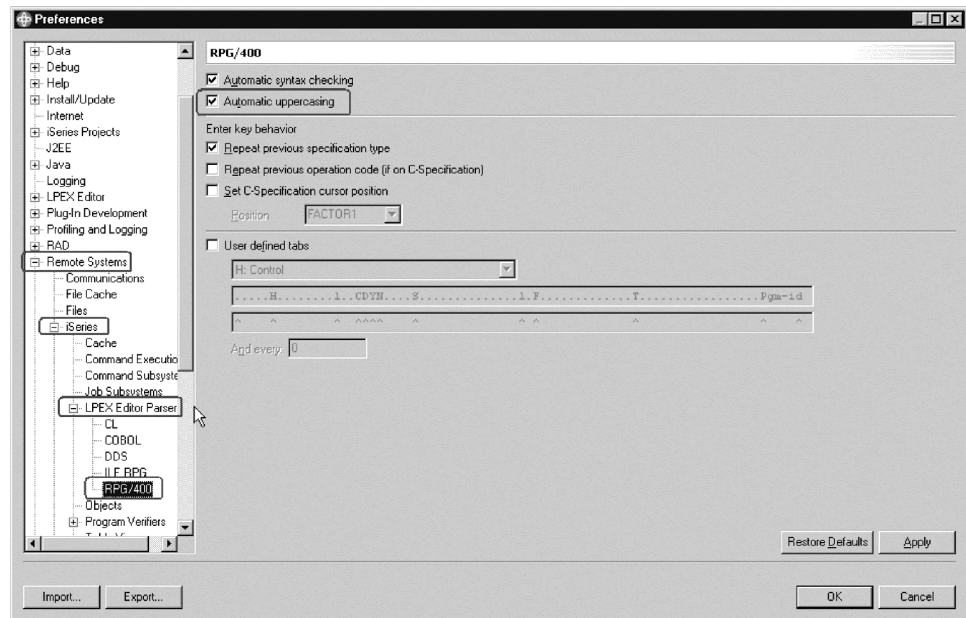 Preferences
Data
Debug
Help
Install/Update
Internet
iSeries Projects
J2EE
Java
Logging
LPEX Editor
Plug-In Development
Profiling and Logging
RAD
Remote Systems
Communications
File Cache
Files
iSeries
Cache
Command Executio
Command Subsyste
Job Subsystems
LPEX Editor Parser
CL
COBOL
DDS
ILE RPG
RPG/400
Objects
Program Verifiers
RPG/400
Automatic syntax checking
Automatic uppercasing
Enter key behavior
Repeat previous specification type
Repeat previous operation code (if on C-Specification)
Set C-Specification cursor position
Position FACTOR1
User defined tabs
H: Control
.....H........1..CDYN....S..............1.F.............T.................Pgm-id
^ ^ ^ ^^^^ ^ ^ ^ ^ ^ ^
And every: 0
Restore Defaults Apply
Import... Export... OK Cancel